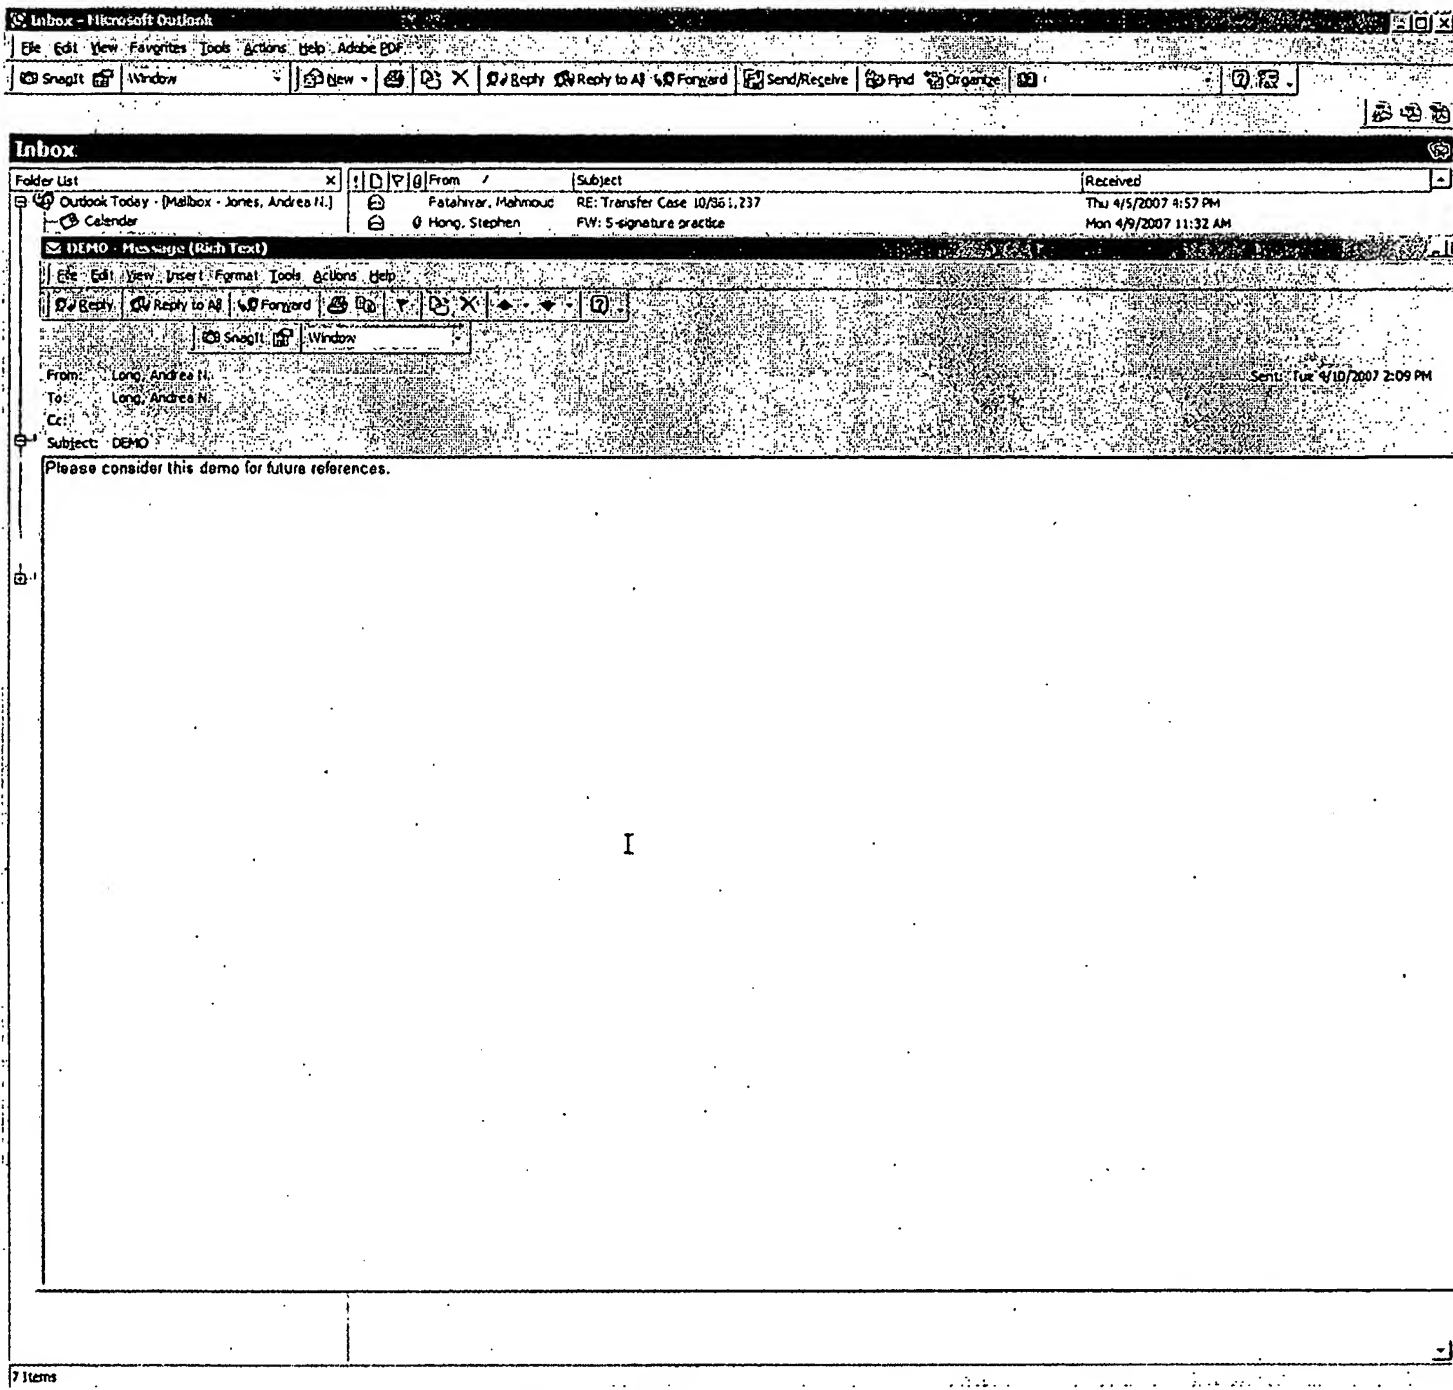 Inbox - Microsoft Outlook
File Edit View Favorites Tools Actions Help Adobe PDF
SnagIt Window New Reply Reply to All Forward Send/Receive Find Organize
Inbox
Folder List From Subject Received
Outlook Today - [Mailbox - Jones, Andrea N.] Fatahiyar, Mahmoud RE: Transfer Case 10/361,237 Thu 4/5/2007 4:57 PM
Calendar Hong, Stephen FW: S-signature practice Mon 4/9/2007 11:32 AM
DEMO - Message (Rich Text)
File Edit View Insert Format Tools Actions Help
Reply Reply to All Forward
SnagIt Window
From: Long, Andrea N. Sent: Tue 4/10/2007 2:09 PM
To: Long, Andrea N.
Cc:
Subject: DEMO
Please consider this demo for future references.
7 Items